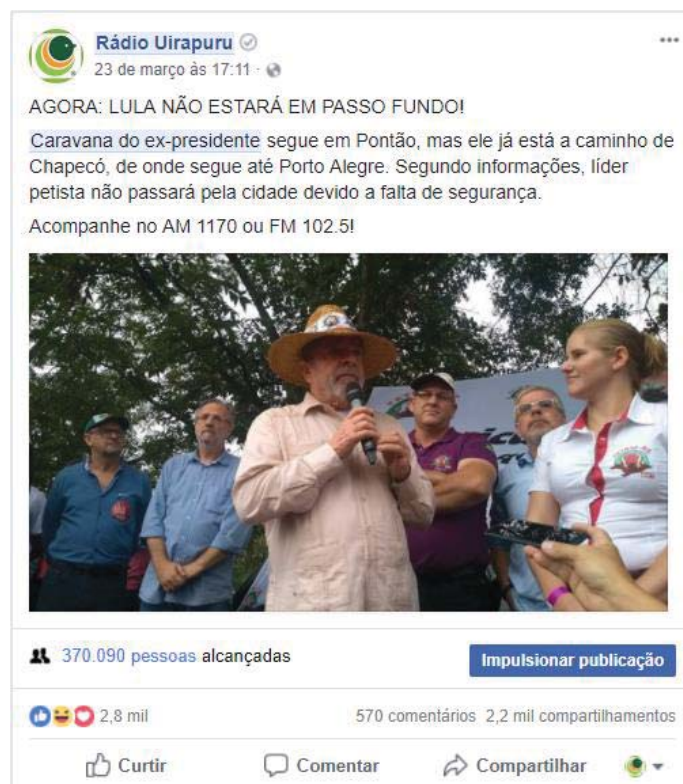 Rádio Uirapuru
23 de março às 17:11 ·
AGORA: LULA NÃO ESTARÁ EM PASSO FUNDO!
Caravana do ex-presidente segue em Pontão, mas ele já está a caminho de
Chapecó, de onde segue até Porto Alegre. Segundo informações, líder
petista não passará pela cidade devido a falta de segurança.
Acompanhe no AM 1170 ou FM 102.5!
370.090 pessoas alcançadas
Impulsionar publicação
2,8 mil
570 comentários 2,2 mil compartilhamentos
Curtir
Comentar
Compartilhar